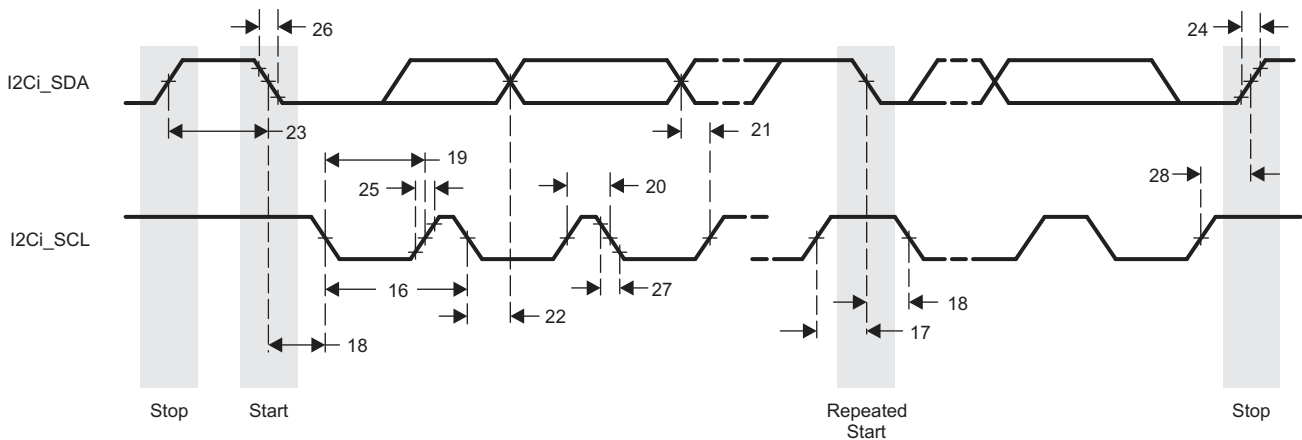 26
24
I2Ci_SDA
23
21
19
25
20
28
I2Ci_SCL
16
27
18
22
17
18
Stop
Start
Repeated
Start
Stop